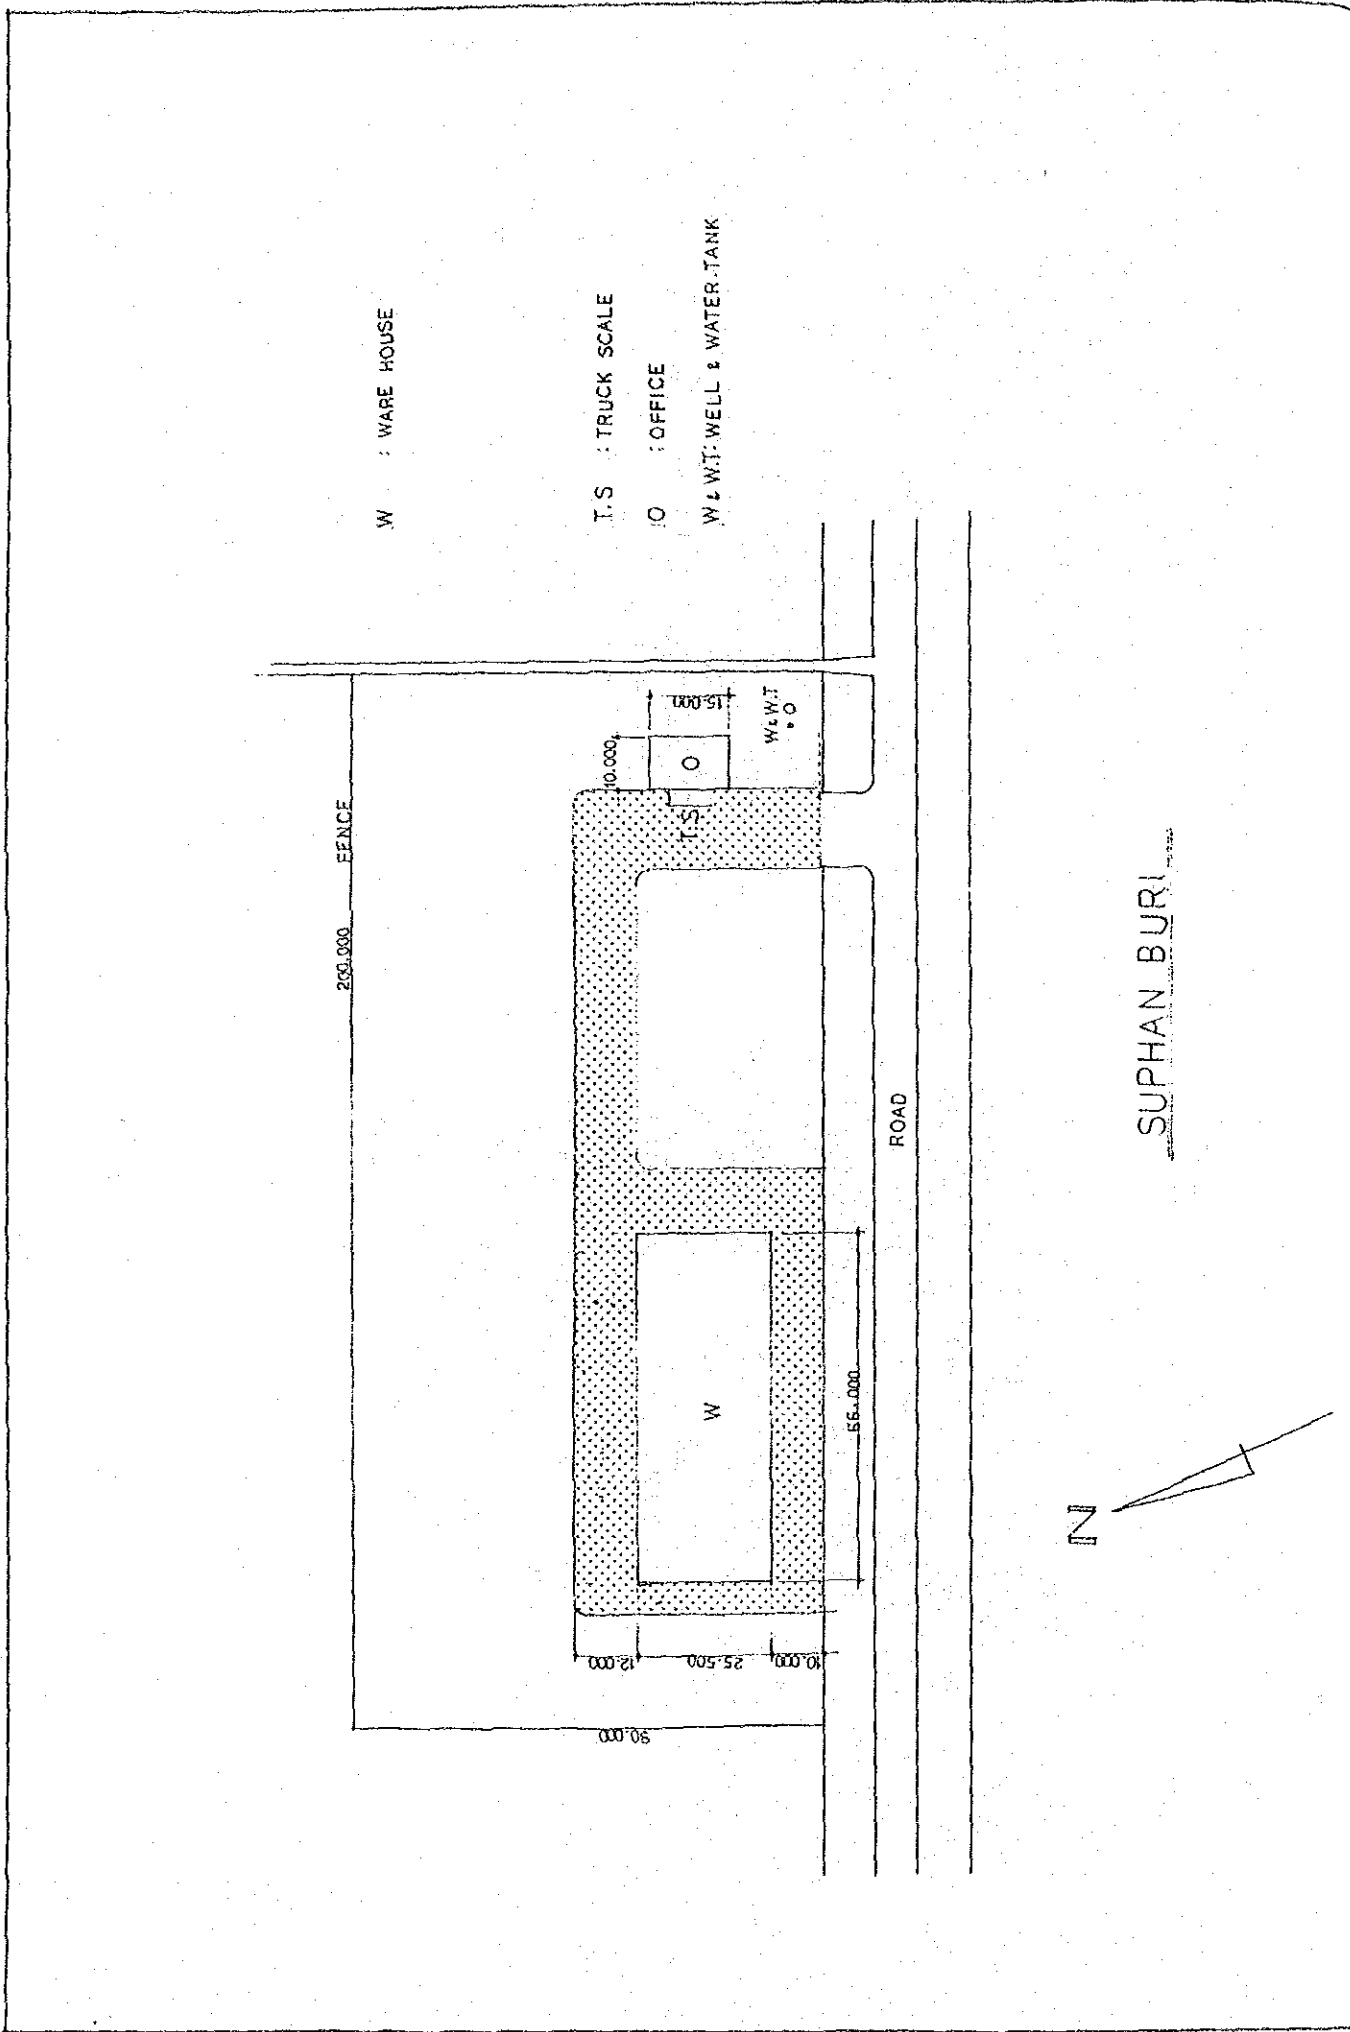 200.000 FENCE
W : WARE HOUSE
T.S : TRUCK SCALE
O : OFFICE
W & W.T : WELL & WATER TANK
10.000
15.000
12.000
25.500
10.000
90.000
T.S
O
W
W & W.T
66.000
ROAD
N
SUPHAN BURI